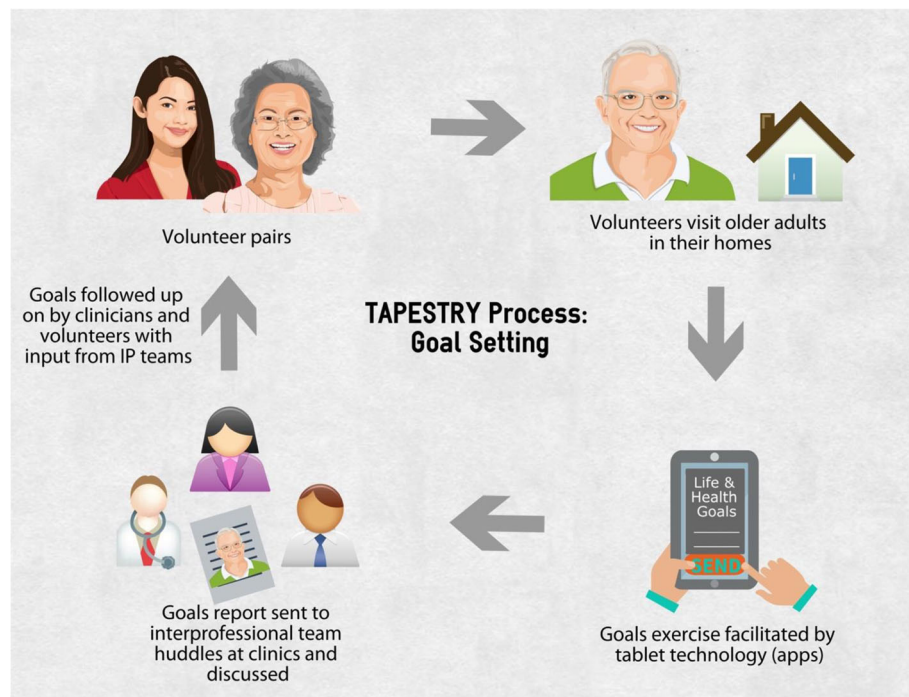 Volunteer pairs
Volunteers visit older adults
in their homes
Goals followed up
on by clinicians and
volunteers with
input from IP teams
TAPESTRY Process:
Goal Setting
Life &
Health
Goals
SEND
Goals report sent to
interprofessional team
huddles at clinics and
discussed
Goals exercise facilitated by
tablet technology (apps)